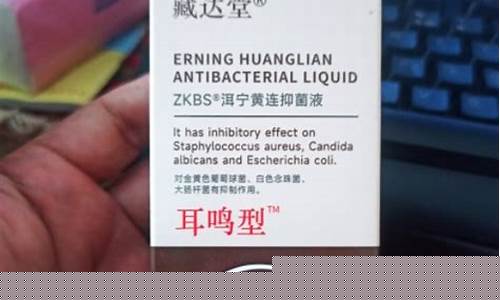 藏达堂®
ERNING HUANGLIAN
ANTIBACTERIAL LIQUID
ZKBS®洱宁黄连抑菌液
It has inhibitory effect on
Staphylococcus aureus, Candida
albicans and Escherichia coli.
对金黄色葡萄球菌、白色念珠菌、
大肠杆菌有抑制作用。
耳鸣型™